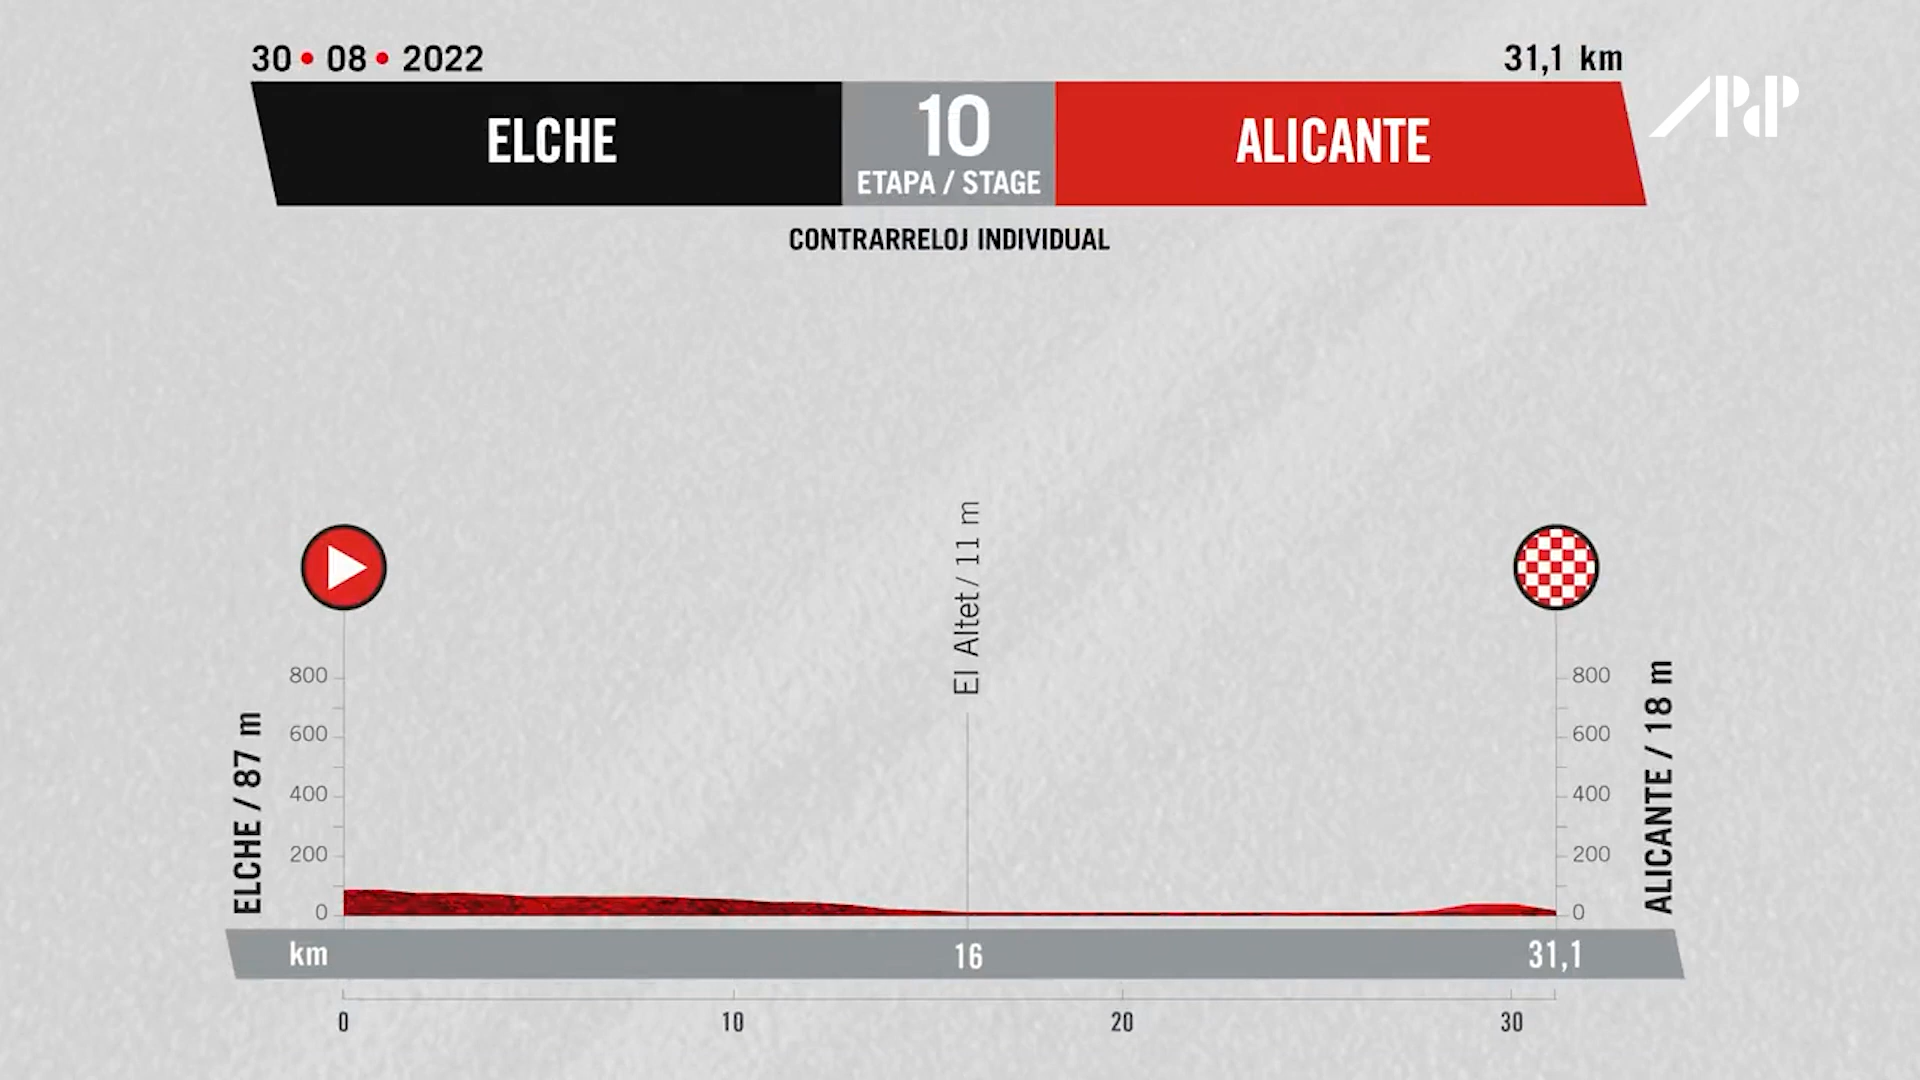 30 • 08 • 2022
31,1 km
ELCHE
10
ETAPA / STAGE
ALICANTE
CONTRARRELOJ INDIVIDUAL
El Altet / 11 m
ELCHE / 87 m
800
600
400
200
0
800
600
400
200
0
ALICANTE / 18 m
km
16
31,1
0
10
20
30